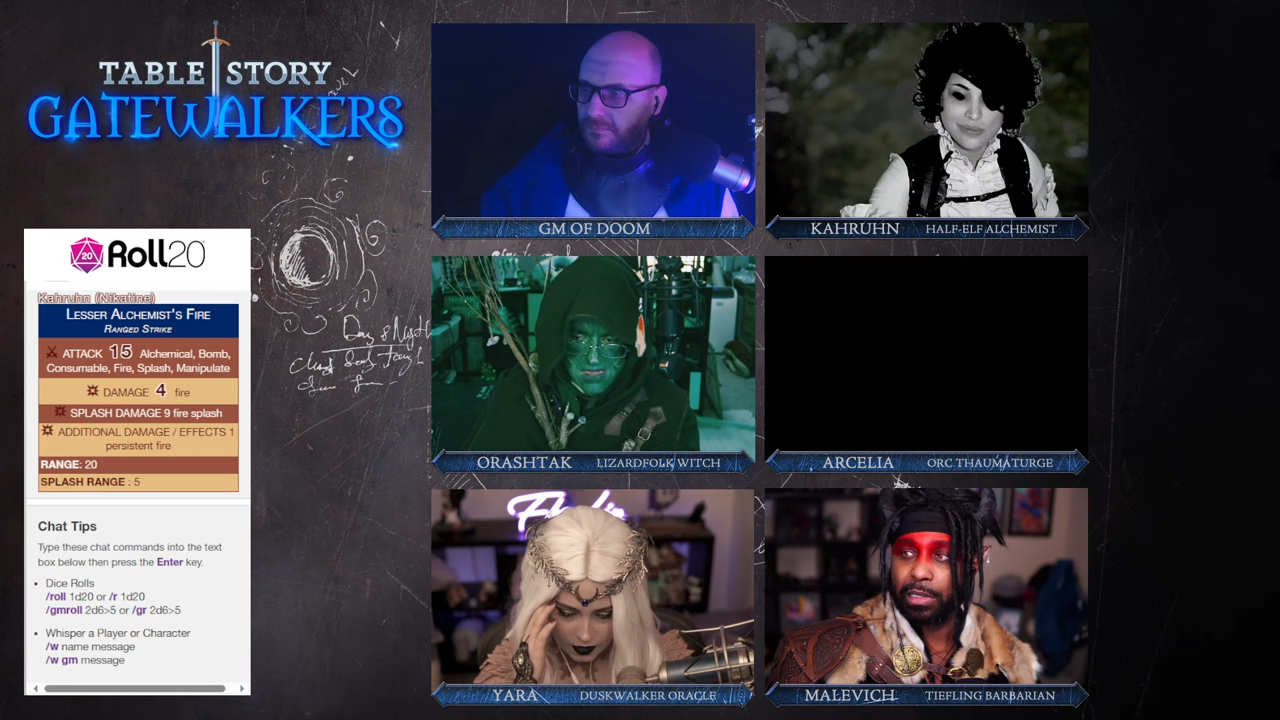 TABLE STORY
GATEWALKERS
Roll20
Kahruhn (Nikatine)
LESSER ALCHEMIST'S FIRE
RANGED STRIKE
ATTACK 15 Alchemical, Bomb,
Consumable, Fire, Splash, Manipulate
DAMAGE 4 fire
SPLASH DAMAGE 9 fire splash
ADDITIONAL DAMAGE / EFFECTS 1
persistent fire
RANGE: 20
SPLASH RANGE : 5
Chat Tips
Type these chat commands into the text
box below then press the Enter key.
• Dice Rolls
/roll 1d20 or /r 1d20
/gmroll 2d6>5 or /gr 2d6>5
• Whisper a Player or Character
/w name message
/w gm message
GM OF DOOM
KAHRUHN HALF-ELF ALCHEMIST
ORASHTAK LIZARDFOLK WITCH
ARCELIA ORC THAUMATURGE
YARA DUSKWALKER ORACLE
MALEVICH TIEFLING BARBARIAN
20
Day & Night